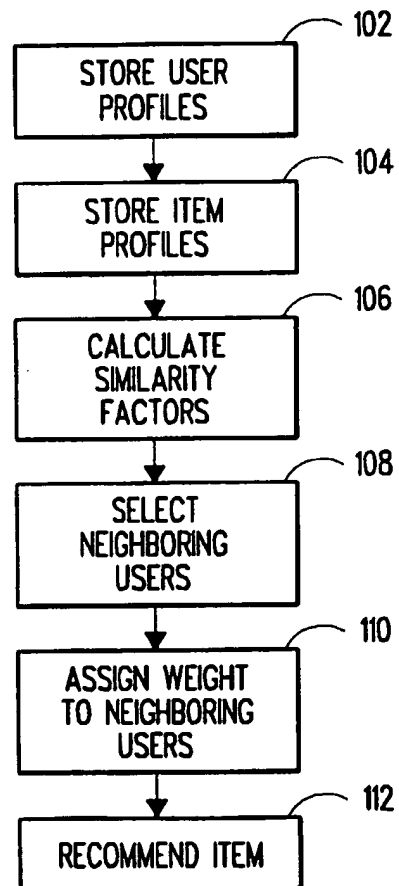 102
STORE USER
PROFILES
104
STORE ITEM
PROFILES
106
CALCULATE
SIMILARITY
FACTORS
108
SELECT
NEIGHBORING
USERS
110
ASSIGN WEIGHT
TO NEIGHBORING
USERS
112
RECOMMEND ITEM